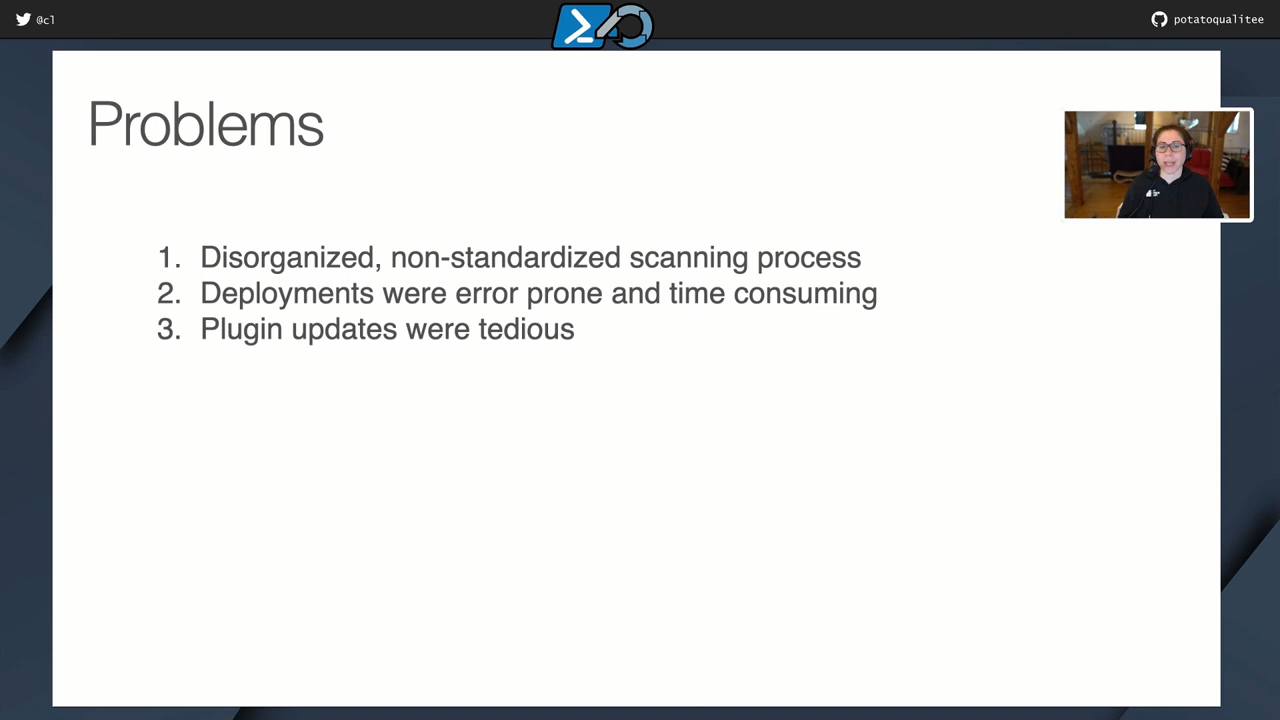 @cl
potatoqualitee
Problems
1. Disorganized, non-standardized scanning process
2. Deployments were error prone and time consuming
3. Plugin updates were tedious